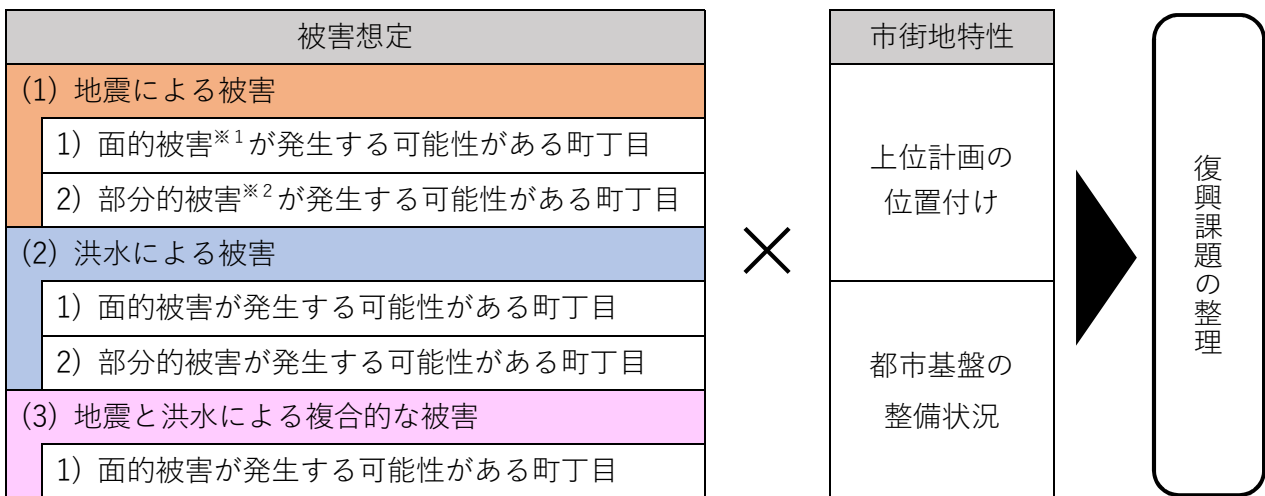 被害想定
(1) 地震による被害
1) 面的被害※1が発生する可能性がある町丁目
2) 部分的被害※2が発生する可能性がある町丁目
(2) 洪水による被害
1) 面的被害が発生する可能性がある町丁目
2) 部分的被害が発生する可能性がある町丁目
(3) 地震と洪水による複合的な被害
1) 面的被害が発生する可能性がある町丁目
×
市街地特性
上位計画の
位置付け
都市基盤の
整備状況
復興課題の整理